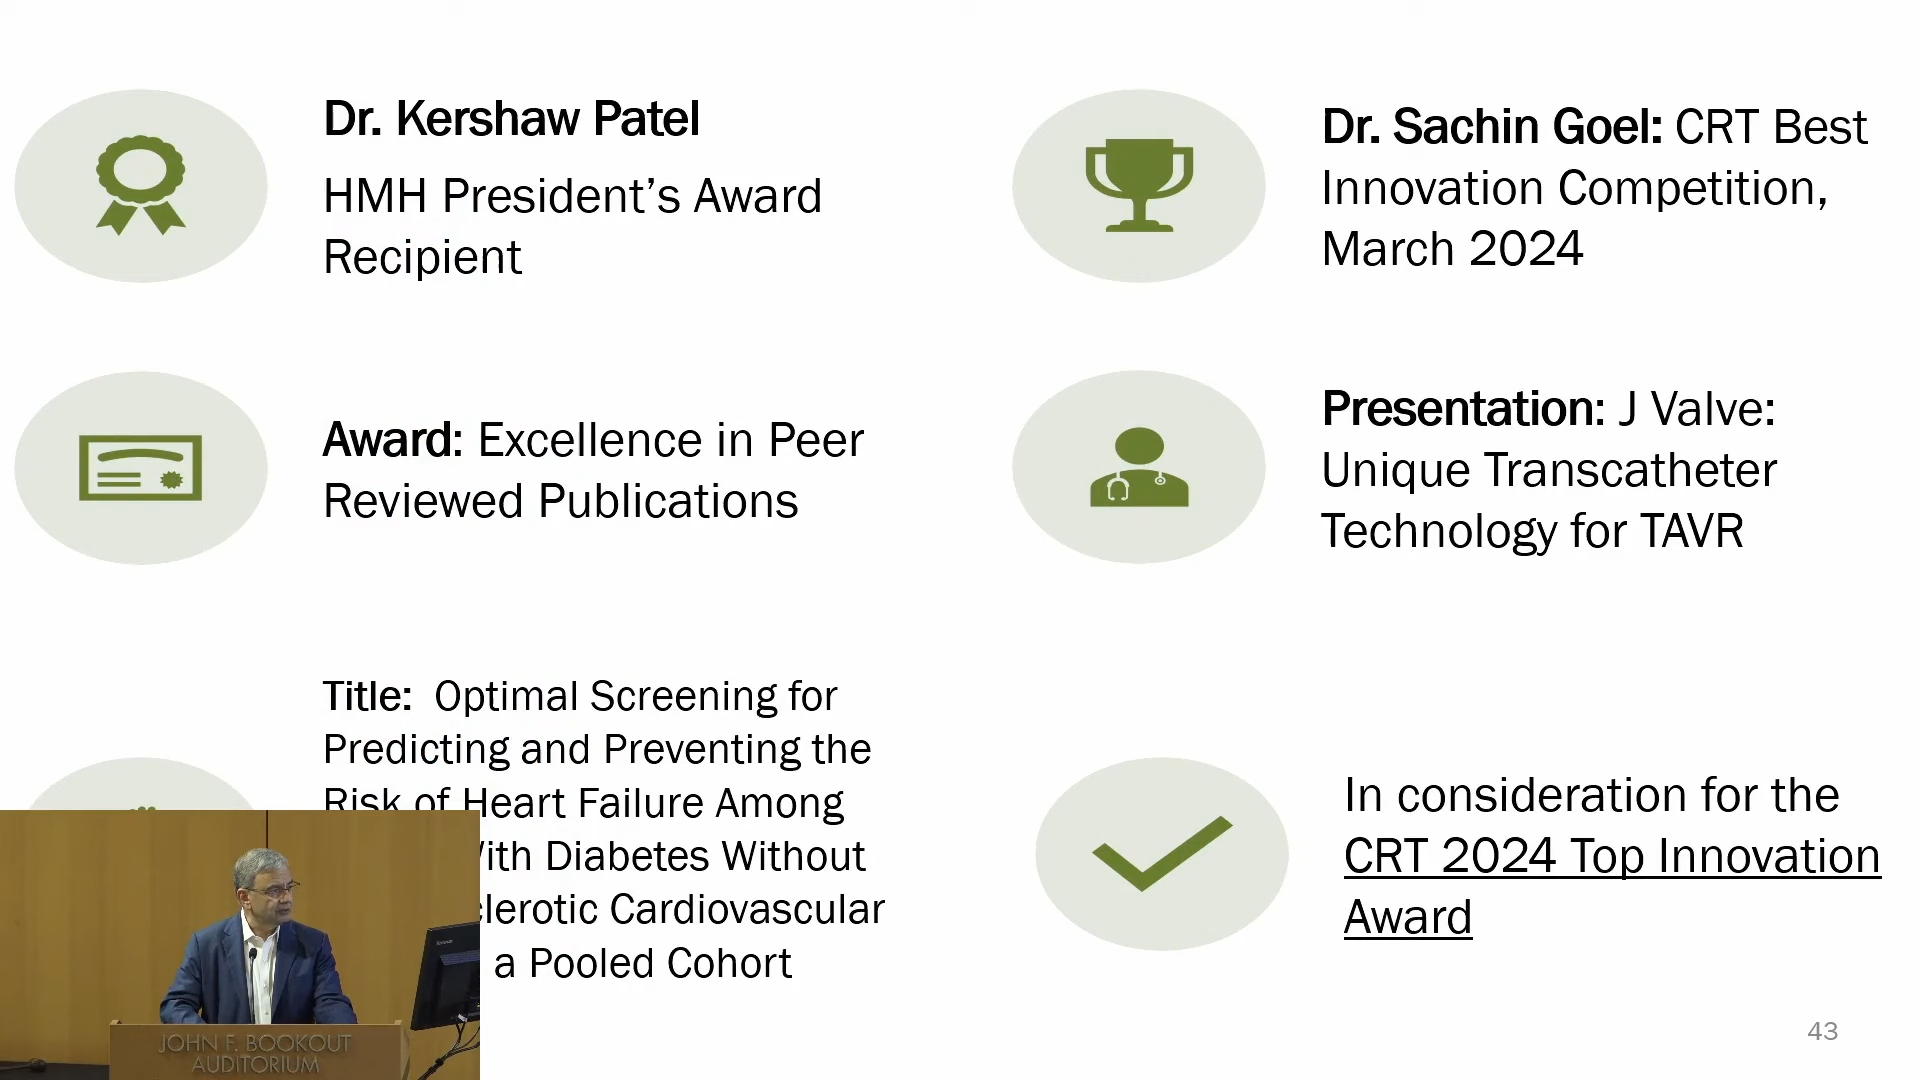 Dr. Kershaw Patel
HMH President’s Award
Recipient
Award: Excellence in Peer
Reviewed Publications
Title: Optimal Screening for
Predicting and Preventing the
Risk of Heart Failure Among
With Diabetes Without
Cardiovascular
a Pooled Cohort
Dr. Sachin Goel: CRT Best
Innovation Competition,
March 2024
Presentation: J Valve:
Unique Transcatheter
Technology for TAVR
In consideration for the
CRT 2024 Top Innovation
Award
43
JOHN F. BOOKOUT
AUDITORIUM